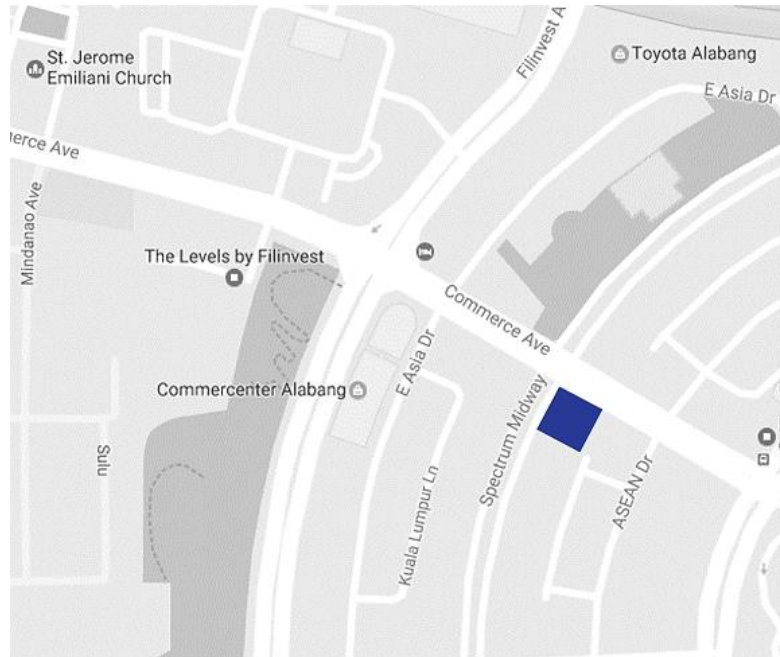 St. Jerome
Emiliani Church
Filinvest A
Toyota Alabang
E Asia Dr
merce Ave
Mindanao Ave
The Levels by Filinvest
Commerce Ave
E Asia Dr
Commercenter Alabang
Spectrum Midway
Sulu
Kuala Lumpur Ln
ASEAN Dr